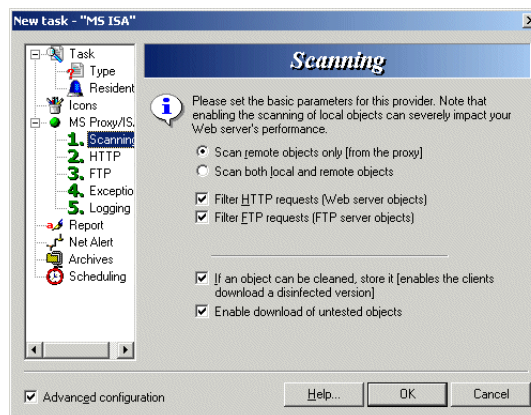 New task - "MS ISA"
Task
Type
Resident
Icons
MS Proxy/IS.
1. Scanning
2. HTTP
3. FTP
4. Exceptio
5. Logging
Report
Net Alert
Archives
Scheduling
Scanning
Please set the basic parameters for this provider. Note that
enabling the scanning of local objects can severely impact your
Web server's performance.
Scan remote objects only [from the proxy]
Scan both local and remote objects
Filter HTTP requests (Web server objects)
Filter FTP requests (FTP server objects)
If an object can be cleaned, store it [enables the clients
download a disinfected version]
Enable download of untested objects
Advanced configuration
Help...
OK
Cancel